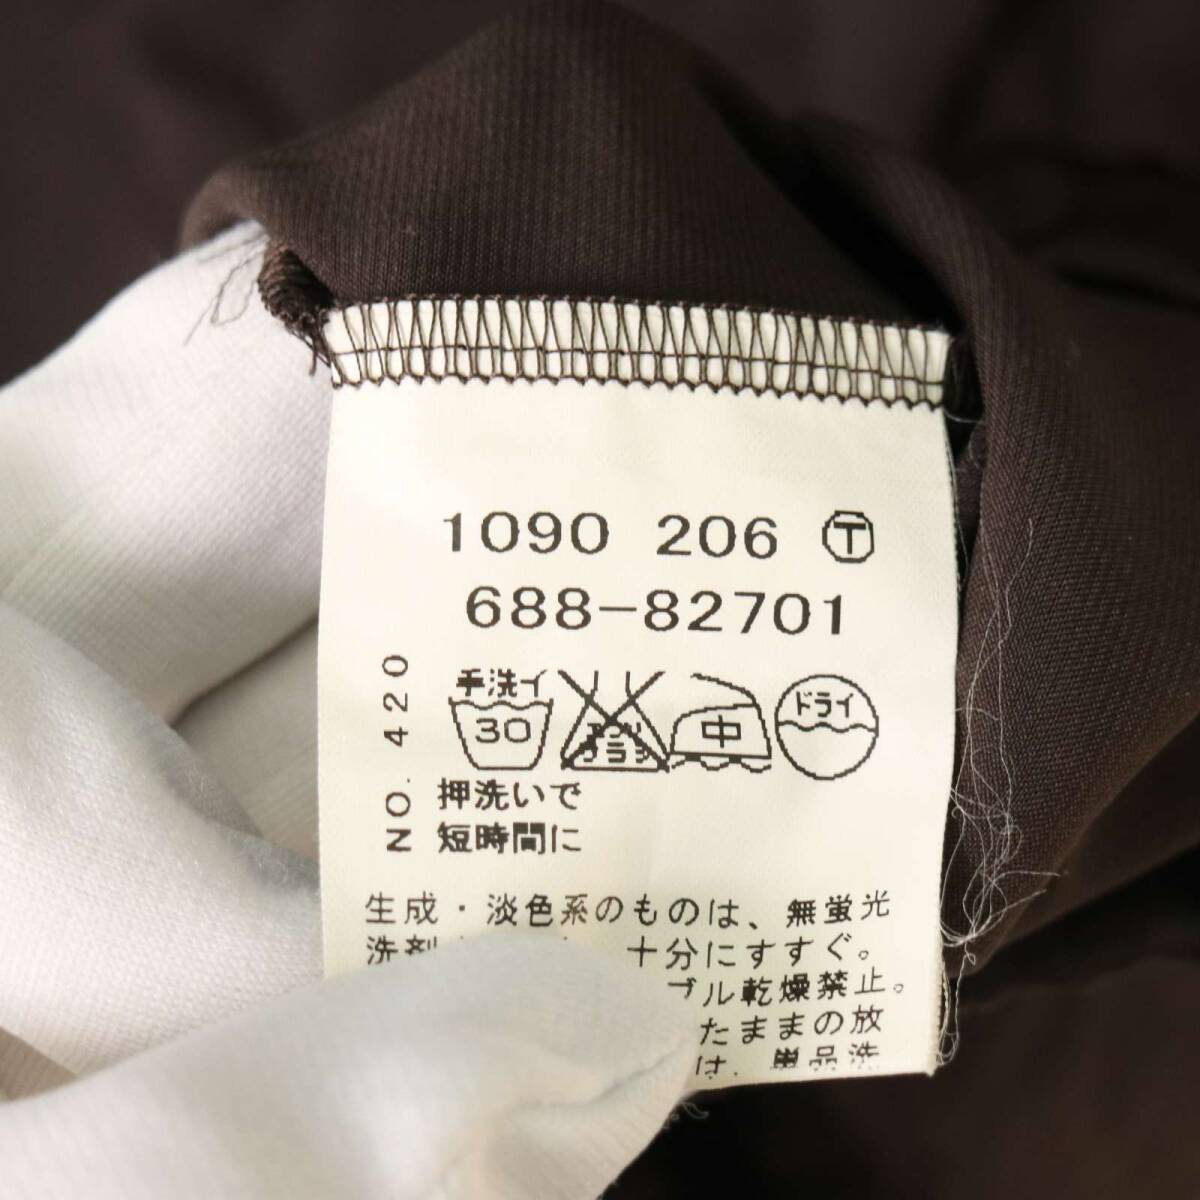 1090 206 Ⓣ
688-82701
NO. 420
手洗イ
30
中
ドライ
押洗いで
短時間に
生成・淡色系のものは、無蛍光
洗剤 十分にすすぐ。
ブル乾燥禁止。
たままの放
は、単品洗